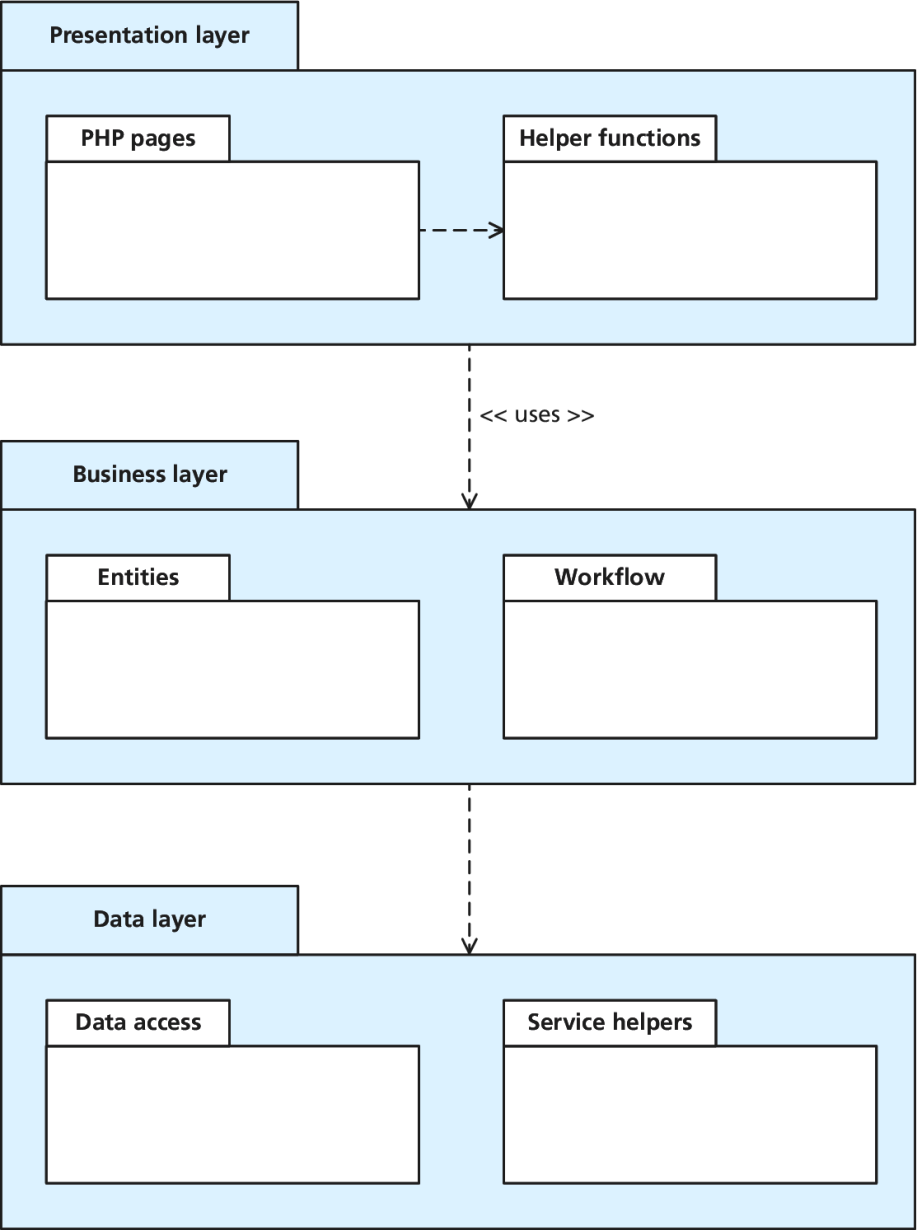 Presentation layer
PHP pages
Helper functions
<< uses >>
Business layer
Entities
Workflow
Data layer
Data access
Service helpers